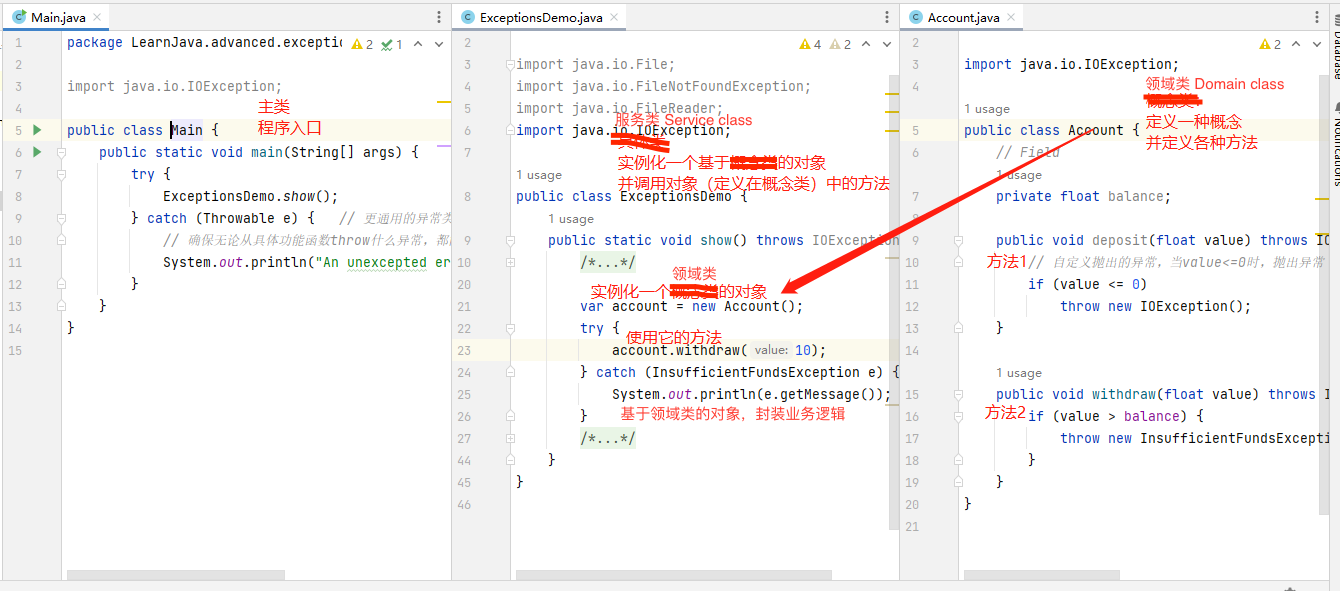 Main.java
ExceptionsDemo.java
Account.java
1 package LearnJava.advanced.exceptio
2 1
2
3 import java.io.IOException;
4 主类
5 public class Main { 程序入口
6 public static void main(String[] args) {
7 try {
8 ExceptionsDemo.show();
9 } catch (Throwable e) { // 更通用的异常类
10 // 确保无论从具体功能函数throw什么异常,都
11 System.out.println("An unexcepted er
12 }
13 }
14 }
15
2
4 2
3 import java.io.File;
4 import java.io.FileNotFoundException;
5 import java.io.FileReader;
服务类 Service class
6 import java.io.IOException;
7
实例化一个基于的对象
1 usage 并调用对象(定义在概念类)中的方法
8 public class ExceptionsDemo {
1 usage
9 public static void show() throws IOException
10 /*...*/
领域类
20 实例化一个的对象
21 var account = new Account();
22 try { 使用它的方法
23 account.withdraw( value: 10);
24 } catch (InsufficientFundsException e) {
25 System.out.println(e.getMessage());
26 } 基于领域类的对象,封装业务逻辑
27 /*...*/
44 }
45 }
46
2
2
3 import java.io.IOException;
4 领域类 Domain class
1 usage
5 public class Account { 定义一种概念
并定义各种方法
6 // Field
usage
7 private float balance;
8
9 public void deposit(float value) throws IO
10 方法1 // 自定义抛出的异常,当value<=0时,抛出异常
11 if (value <= 0)
12 throw new IOException();
13 }
14
1 usage
15 public void withdraw(float value) throws I
16 方法2 if (value > balance) {
17 throw new InsufficientFundsExcepti
18 }
19 }
20 }
21
Database
Notifications